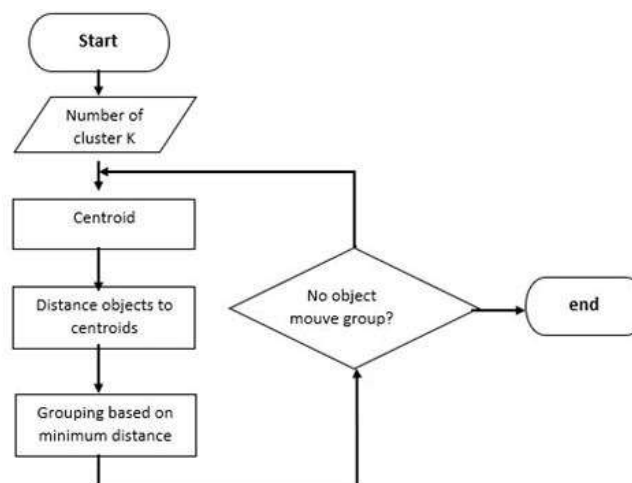 Start
Number of
cluster K
Centroid
Distance objects to
centroids
Grouping based on
minimum distance
No object
mouve group?
end